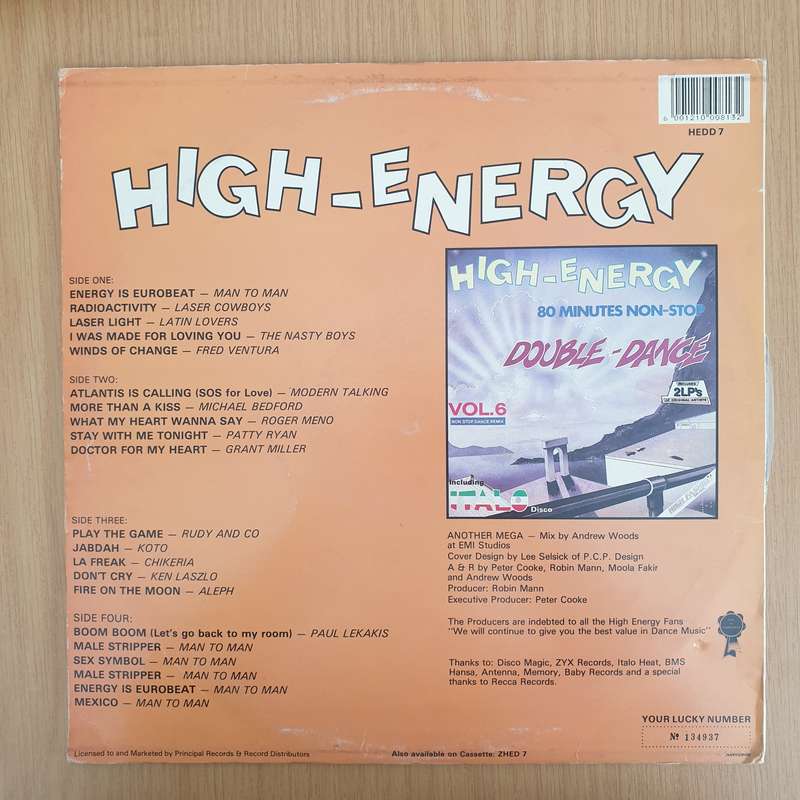 6 001210 098132
HEDD 7
HIGH-ENERGY
SIDE ONE:
ENERGY IS EUROBEAT — MAN TO MAN
RADIOACTIVITY — LASER COWBOYS
LASER LIGHT — LATIN LOVERS
I WAS MADE FOR LOVING YOU — THE NASTY BOYS
WINDS OF CHANGE — FRED VENTURA
SIDE TWO:
ATLANTIS IS CALLING (SOS for Love) — MODERN TALKING
MORE THAN A KISS — MICHAEL BEDFORD
WHAT MY HEART WANNA SAY — ROGER MENO
STAY WITH ME TONIGHT — PATTY RYAN
DOCTOR FOR MY HEART — GRANT MILLER
SIDE THREE:
PLAY THE GAME — RUDY AND CO
JABDAH — KOTO
LA FREAK — CHIKERIA
DON'T CRY — KEN LASZLO
FIRE ON THE MOON — ALEPH
SIDE FOUR:
BOOM BOOM (Let's go back to my room) — PAUL LEKAKIS
MALE STRIPPER — MAN TO MAN
SEX SYMBOL — MAN TO MAN
MALE STRIPPER — MAN TO MAN
ENERGY IS EUROBEAT — MAN TO MAN
MEXICO — MAN TO MAN
HIGH-ENERGY
80 MINUTES NON-STOP
DOUBLE-DANCE
INCLUDES
2LP's
VOL.6
NON STOP DANCE REMIX
Including
ITALO
Disco
ANOTHER MEGA — Mix by Andrew Woods
at EMI Studios
Cover Design by Lee Selsick of P.C.P. Design
A & R by Peter Cooke, Robin Mann, Moola Fakir
and Andrew Woods
Producer: Robin Mann
Executive Producer: Peter Cooke
The Producers are indebted to all the High Energy Fans
"We will continue to give you the best value in Dance Music"
Thanks to: Disco Magic, ZYX Records, Italo Heat, BMS
Hansa, Antenna, Memory, Baby Records and a special
thanks to Recca Records.
YOUR LUCKY NUMBER
Nº 134937
Licensed to and Marketed by Principal Records & Record Distributors
Also available on Cassette: ZHED 7